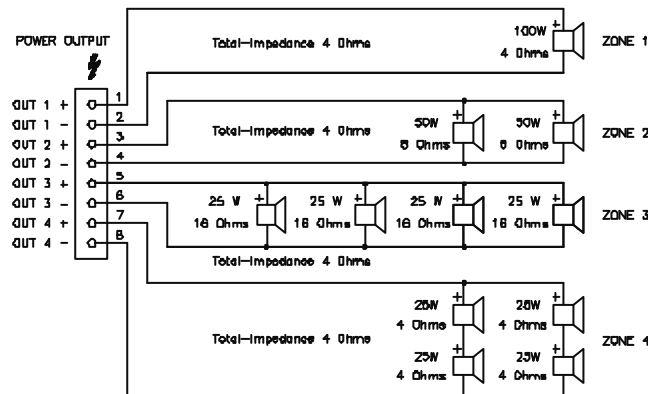 POWER OUTPUT
OUT 1 + 1
OUT 1 - 2
OUT 2 + 3
OUT 2 - 4
OUT 3 + 5
OUT 3 - 6
OUT 4 + 7
OUT 4 - 8
Total-Impedance 4 Ohms
100W +
4 Ohms
ZONE 1
Total-Impedance 4 Ohms
50W +
8 Ohms
50W +
8 Ohms
ZONE 2
25 W +
16 Ohms
25 W +
16 Ohms
25 W +
16 Ohms
25 W +
16 Ohms
ZONE 3
Total-Impedance 4 Ohms
Total-Impedance 4 Ohms
25W +
4 Ohms
25W +
4 Ohms
25W +
4 Ohms
25W +
4 Ohms
ZONE 4